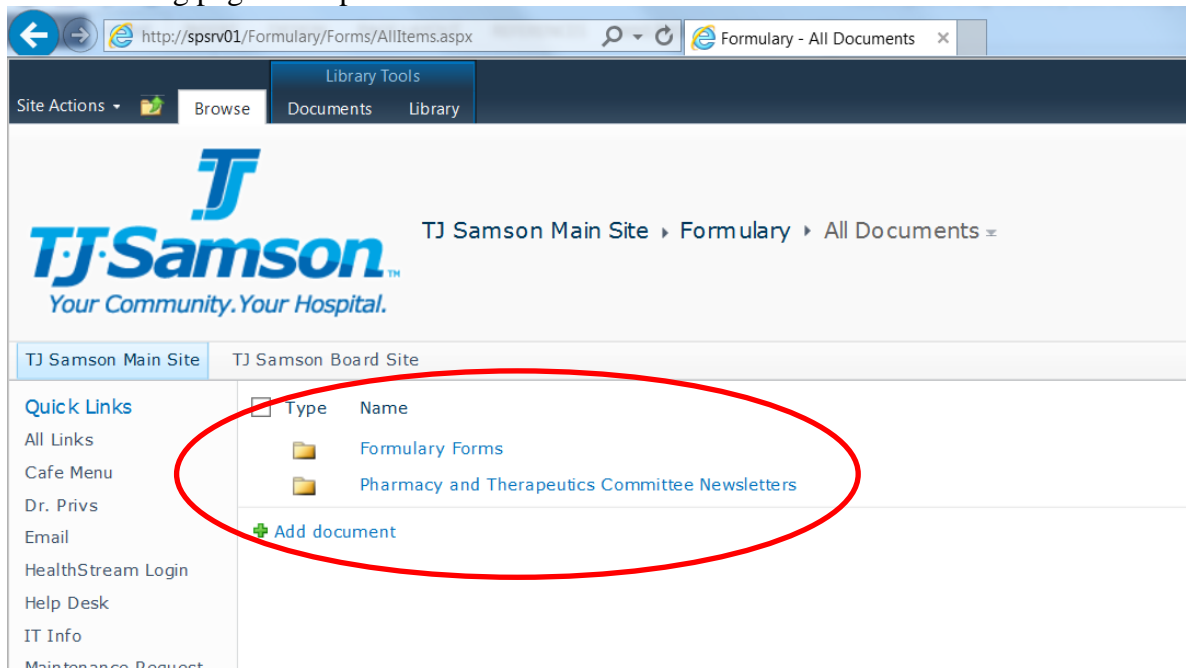 http://spsrv01/Formulary/Forms/AllItems.aspx
Formulary - All Documents
Library Tools
Site Actions
Browse
Documents
Library
TJ
T·J·Samson™
Your Community. Your Hospital.
TJ Samson Main Site
Formulary
All Documents
TJ Samson Main Site
TJ Samson Board Site
Quick Links
All Links
Cafe Menu
Dr. Privs
Email
HealthStream Login
Help Desk
IT Info
Maintenance Request
Type Name
Formulary Forms
Pharmacy and Therapeutics Committee Newsletters
Add document